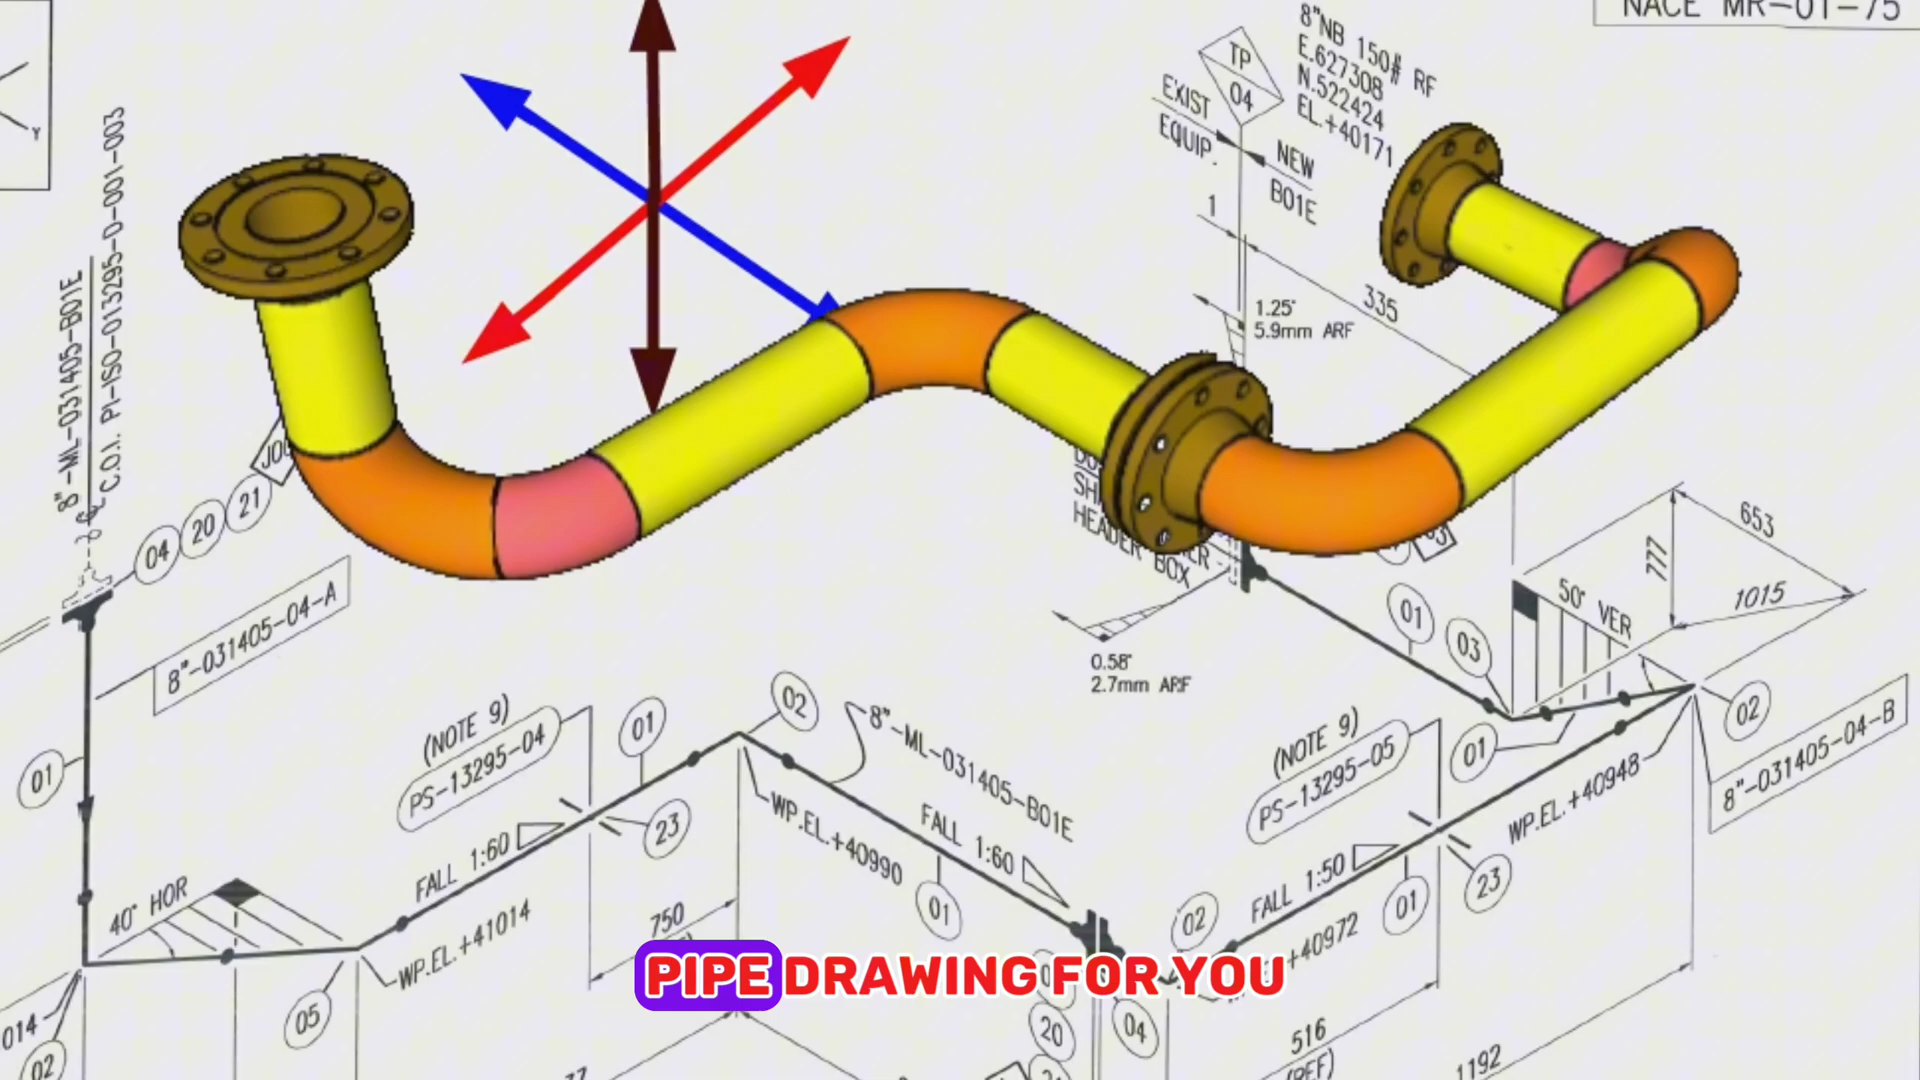 NACE MR-01-75
8"NB 150# RF
E.627308
N.522424
EL.+40171
TP
04
EXIST
EQUIP.
NEW
B01E
1
335
1.25°
5.9mm ARF
Y
8"-ML-031405-B01E
C.O.I. PI-ISO-013295-D-001-003
04
20
21
8"-031405-04-A
HEADER BOX
0.58°
2.7mm ARF
01
03
50° VER
777
653
1015
02
01
8"-031405-04-B
WP.EL.+40948
(NOTE 9)
PS-13295-04
01
02
8"-ML-031405-B01E
(NOTE 9)
PS-13295-05
01
23
FALL 1:60
WP.EL.+40990
FALL 1:60
01
FALL 1:50
01
23
02
+40972
40° HOR
WP.EL.+41014
750
05
014
02
PIPE DRAWING FOR YOU
20
04
516
(REF)
1192